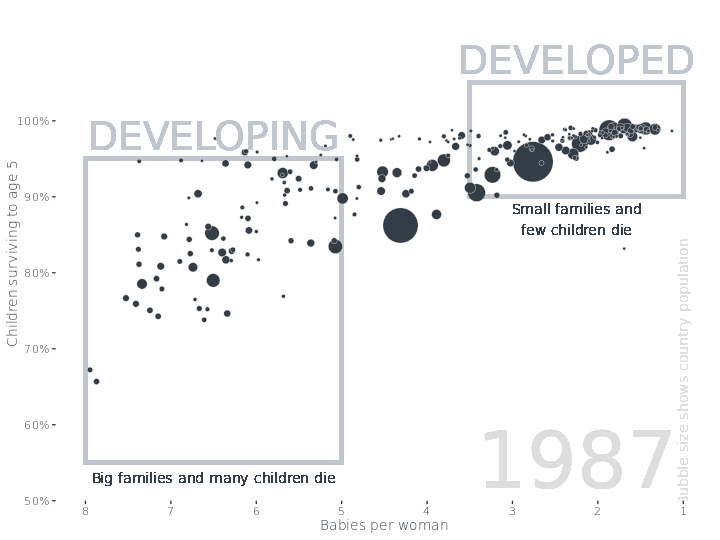 DEVELOPED
DEVELOPING
100%
90%
80%
70%
60%
50%
Children surviving to age 5
Small families and
few children die
Big families and many children die
1987
Bubble size shows country population
8
7
6
5
4
3
2
1
Babies per woman